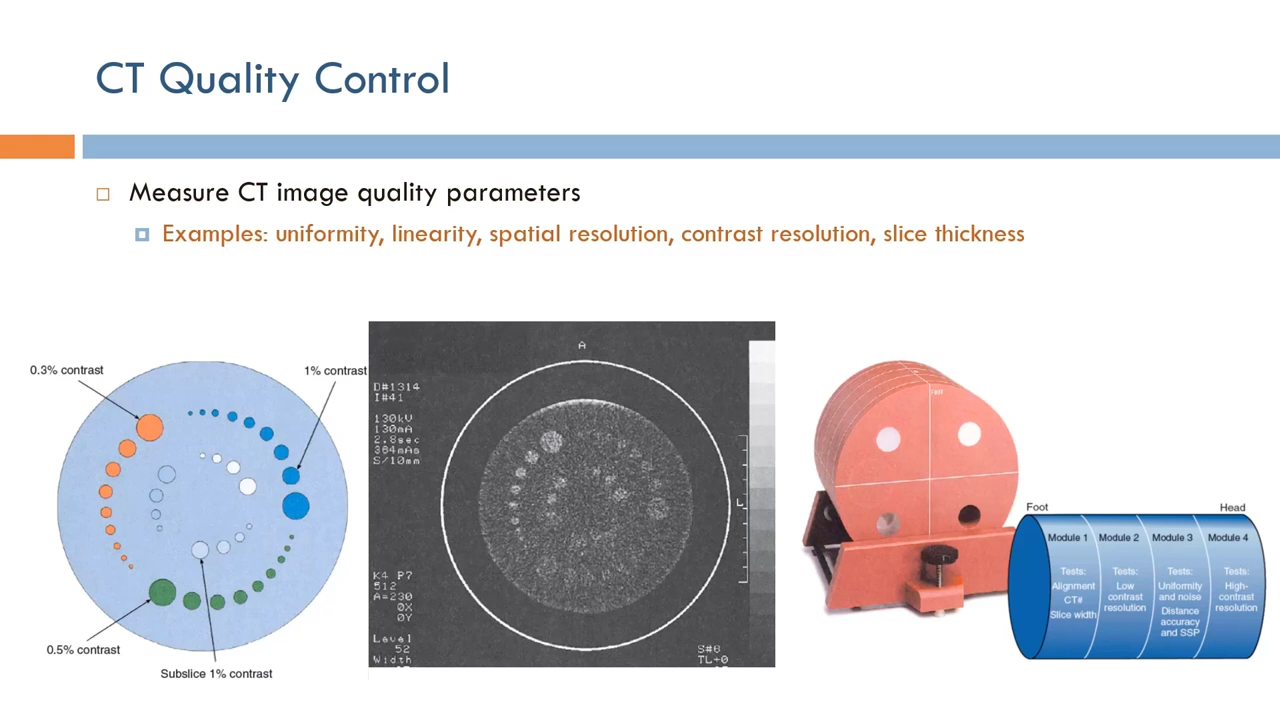 CT Quality Control
Measure CT image quality parameters
Examples: uniformity, linearity, spatial resolution, contrast resolution, slice thickness
0.3% contrast
1% contrast
0.5% contrast
Subslice 1% contrast
A
D#1314
I#41
130kV
130mA
2.8sec
364mAs
S/10mm
L
K4 P7
512
A=230
0X
0Y
Level
52
Width
S#8
TL+0
Foot
Head
Module 1
Tests:
Alignment
CT#
Slice width
Module 2
Tests:
Low
contrast
resolution
Module 3
Tests:
Uniformity
and noise
Distance
accuracy
and SSP
Module 4
Tests:
High-
contrast
resolution